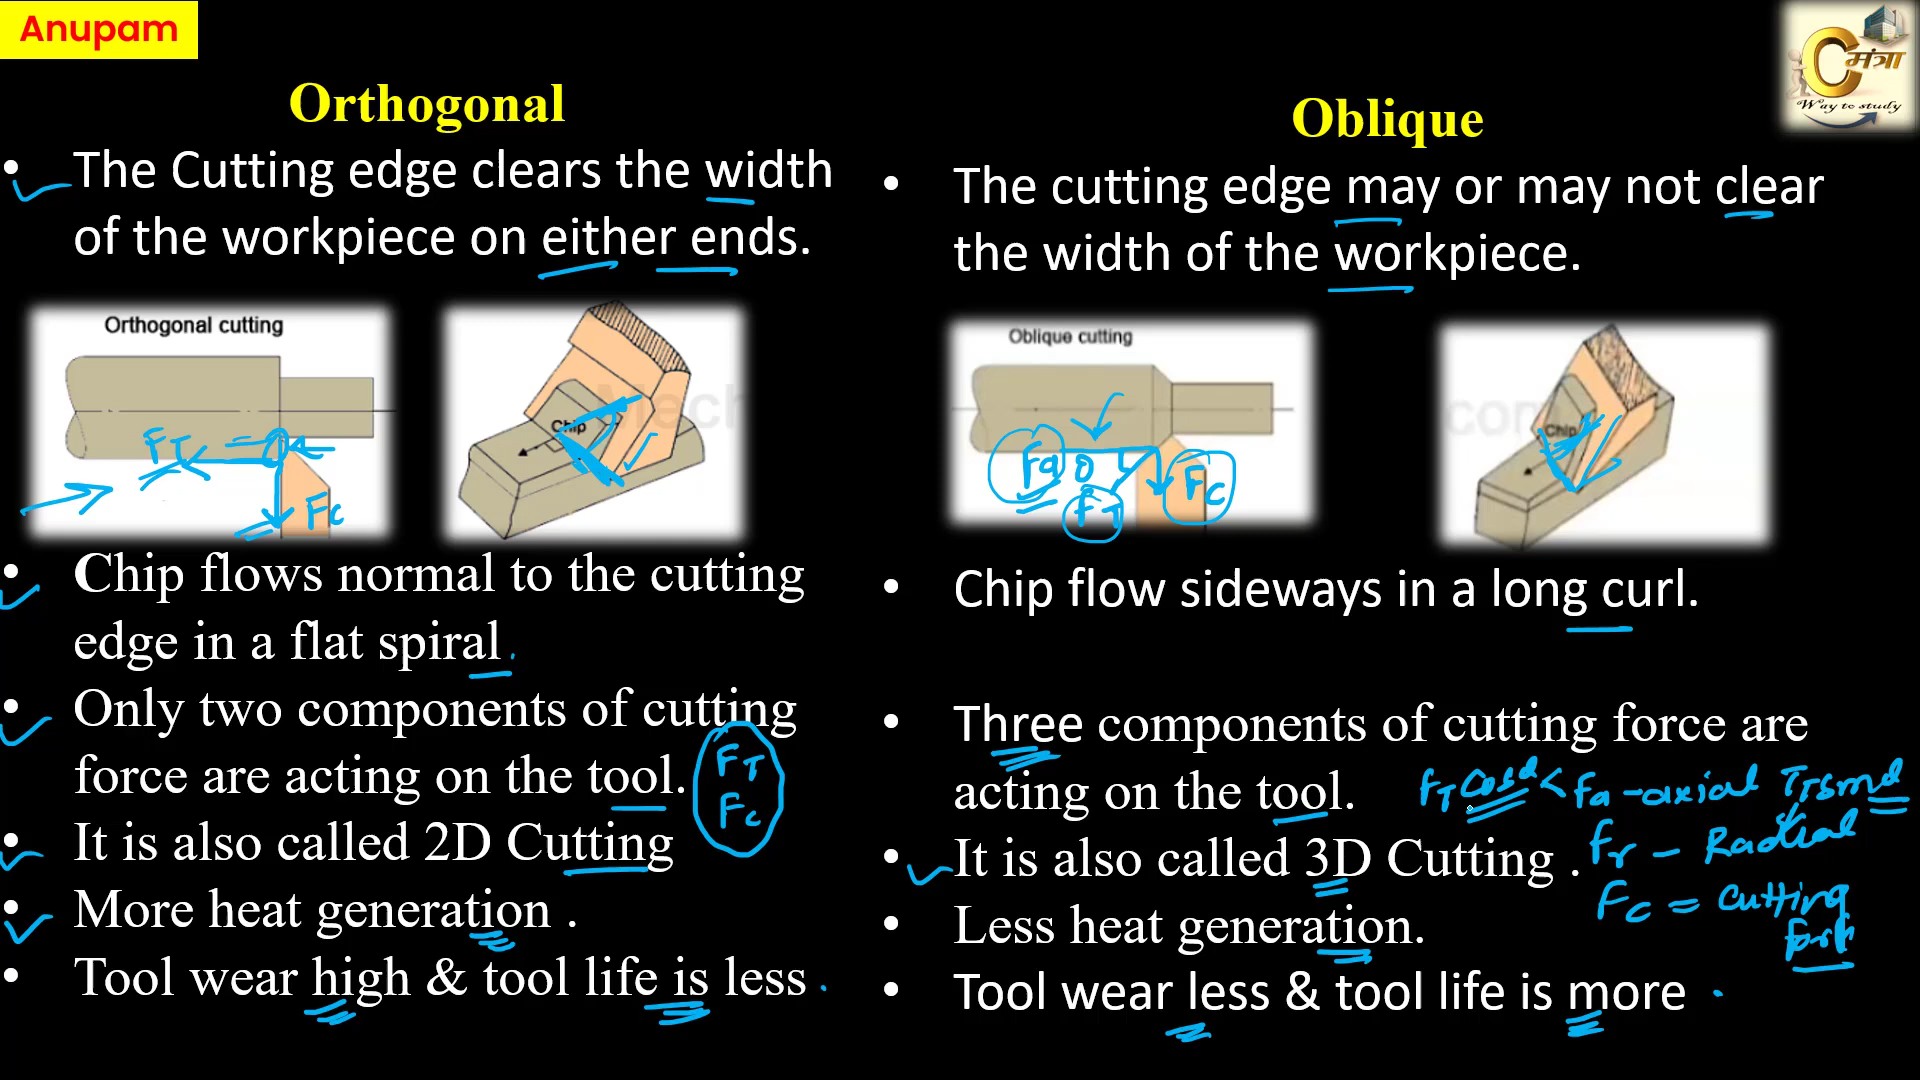 Anupam
मंत्रा
Way to study
Orthogonal
• The Cutting edge clears the width
of the workpiece on either ends.
Orthogonal cutting
Chip
FT
Fc
• Chip flows normal to the cutting
edge in a flat spiral
• Only two components of cutting
force are acting on the tool.
FT
Fc
• It is also called 2D Cutting
• More heat generation .
• Tool wear high & tool life is less
Oblique
• The cutting edge may or may not clear
the width of the workpiece.
Oblique cutting
Chip
Fa
FT
Fc
• Chip flow sideways in a long curl.
• Three components of cutting force are
acting on the tool.
Fa - axial
• It is also called 3D Cutting .
Fr - Radial
Fc = Cutting
• Less heat generation.
• Tool wear less & tool life is more